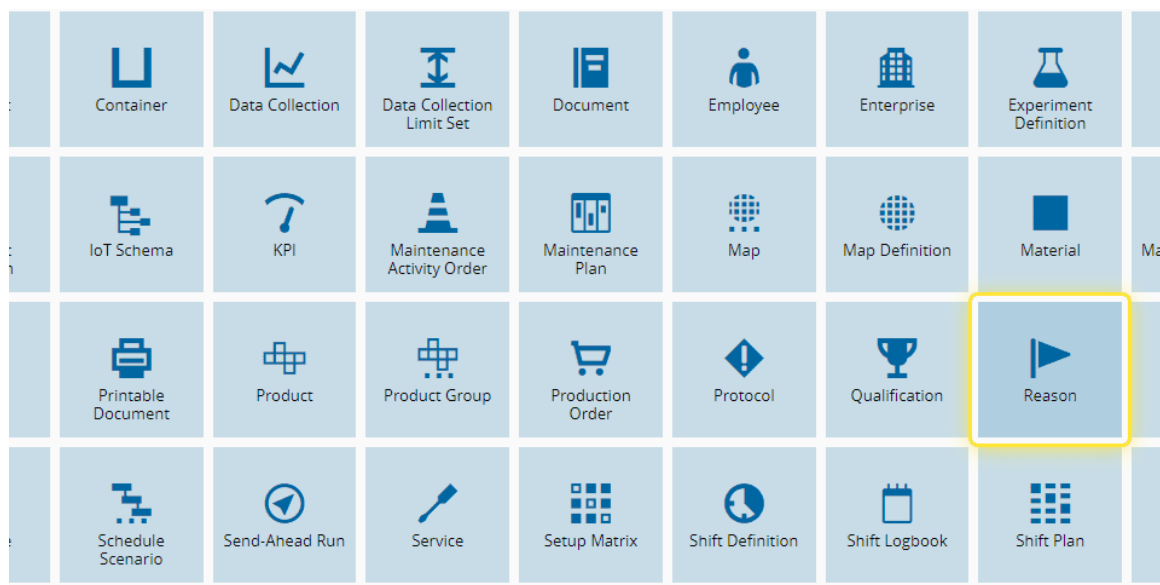 Container
Data Collection
Data Collection
Limit Set
Document
Employee
Enterprise
Experiment
Definition
IoT Schema
KPI
Maintenance
Activity Order
Maintenance
Plan
Map
Map Definition
Material
Ma
Printable
Document
Product
Product Group
Production
Order
Protocol
Qualification
Reason
Schedule
Scenario
Send-Ahead Run
Service
Setup Matrix
Shift Definition
Shift Logbook
Shift Plan